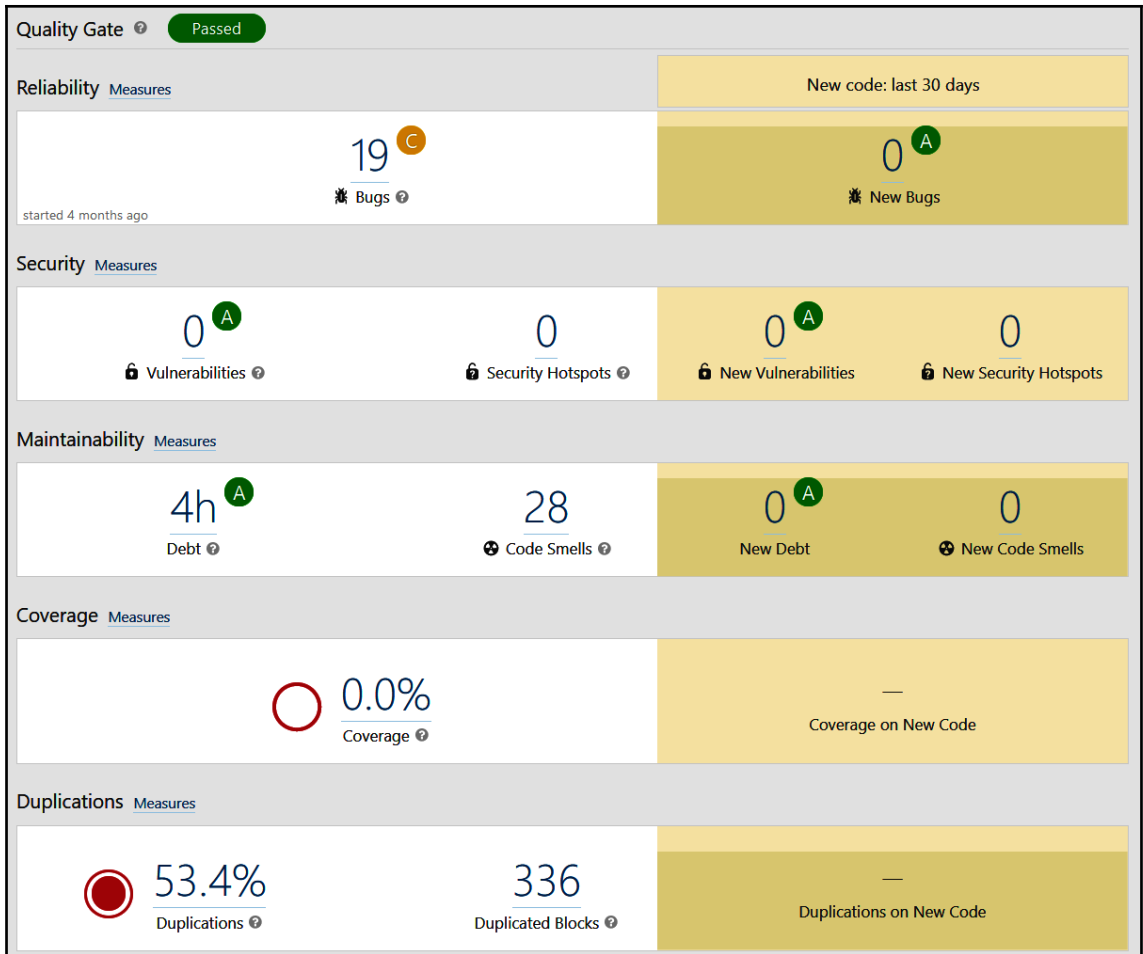 Quality Gate ? Passed
Reliability Measures
New code: last 30 days
19 C
Bugs ?
started 4 months ago
0 A
New Bugs
Security Measures
0 A
Vulnerabilities ?
0
Security Hotspots ?
0 A
New Vulnerabilities
0
New Security Hotspots
Maintainability Measures
4h A
Debt ?
28
Code Smells ?
0 A
New Debt
0
New Code Smells
Coverage Measures
0.0%
Coverage ?
—
Coverage on New Code
Duplications Measures
53.4%
Duplications ?
336
Duplicated Blocks ?
—
Duplications on New Code